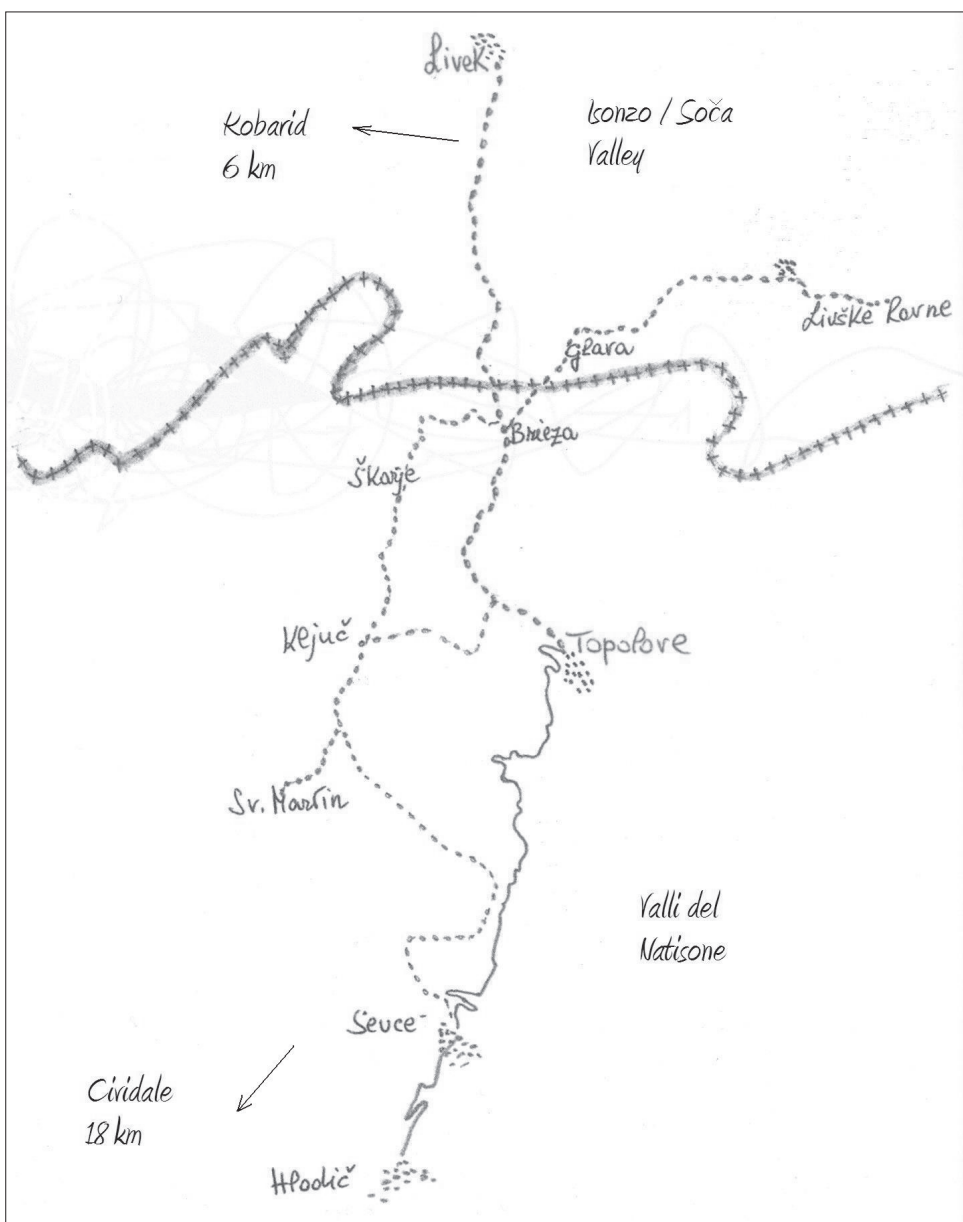 Livek
Kobarid
6 km
Isonzo / Soča
Valley
Livške Ravne
Glava
Brieza
Škarje
Ključ
Topolove
Sv. Martin
Valli del
Natisone
Seucè
Cividale
18 km
Hlodič